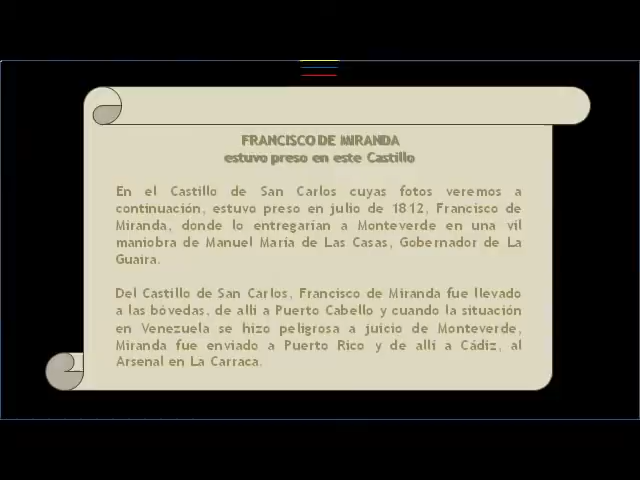 FRANCISCO DE MIRANDA
estuvo preso en este Castillo
En el Castillo de San Carlos cuyas fotos veremos a
continuación, estuvo preso en julio de 1812, Francisco de
Miranda, donde lo entregarían a Monteverde en una vil
maniobra de Manuel María de Las Casas, Gobernador de La
Guaira.
Del Castillo de San Carlos, Francisco de Miranda fue llevado
a las bóvedas, de allí a Puerto Cabello y cuando la situación
en Venezuela se hizo peligrosa a juicio de Monteverde,
Miranda fue enviado a Puerto Rico y de allí a Cádiz, al
Arsenal en La Carraca.